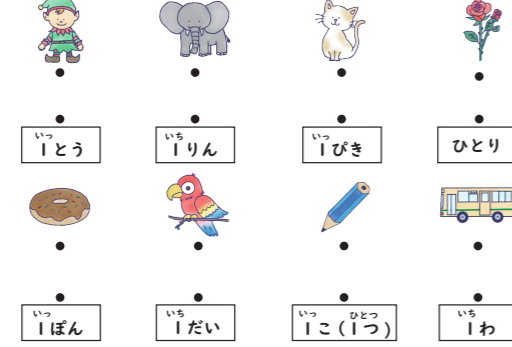 いっ いち いっ
1とう 1りん 1ぴき ひとり
いっ いち いっ ひとつ いち
1ぽん 1だい 1こ(1つ) 1わ